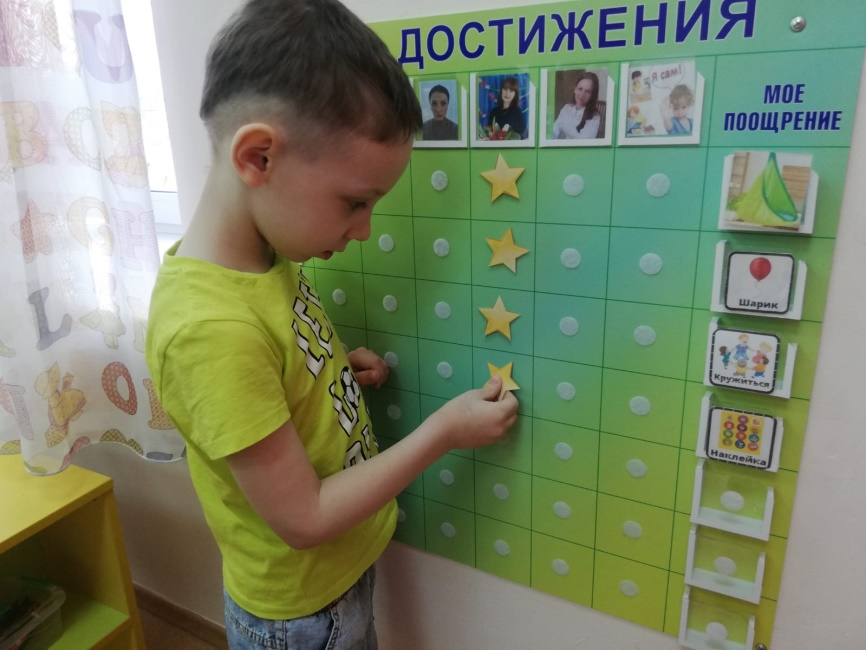 ДОСТИЖЕНИЯ
Я сам!
МОЕ
ПООЩРЕНИЕ
Шарик
Кружиться
Наклейка